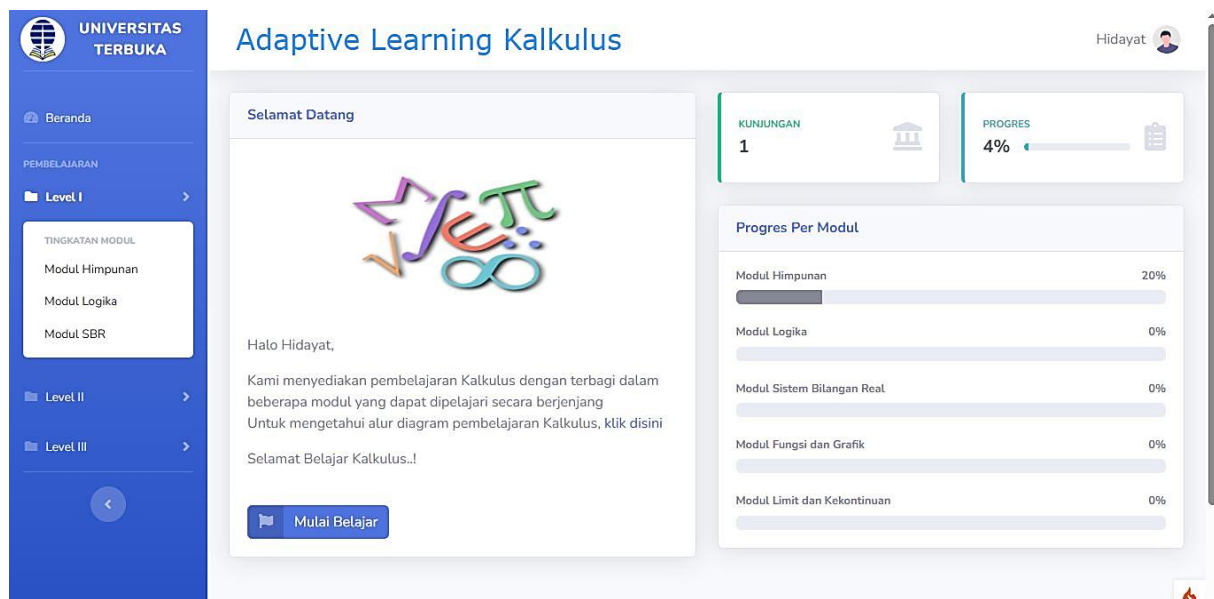 UNIVERSITAS
TERBUKA
Adaptive Learning Kalkulus
Hidayat
Beranda
PEMBELAJARAN
Level I
TINGKATAN MODUL
Modul Himpunan
Modul Logika
Modul SBR
Level II
Level III
Selamat Datang
Σ∫επ√∞
Halo Hidayat,
Kami menyediakan pembelajaran Kalkulus dengan terbagi dalam
beberapa modul yang dapat dipelajari secara berjenjang
Untuk mengetahui alur diagram pembelajaran Kalkulus, klik disini
Selamat Belajar Kalkulus..!
Mulai Belajar
KUNJUNGAN
1
PROGRES
4%
Progres Per Modul
Modul Himpunan 20%
Modul Logika 0%
Modul Sistem Bilangan Real 0%
Modul Fungsi dan Grafik 0%
Modul Limit dan Kekontinuan 0%